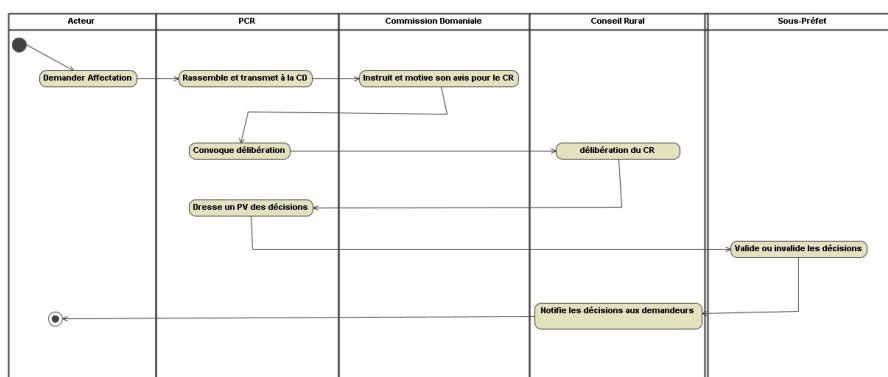 Acteur
PCR
Commission Domaniale
Conseil Rural
Sous-Préfet
Demander Affectation
Rassemble et transmet à la CD
Instruit et motive son avis pour le CR
Convoque délibération
délibération du CR
Dresse un PV des décisions
Valide ou invalide les décisions
Notifie les décisions aux demandeurs